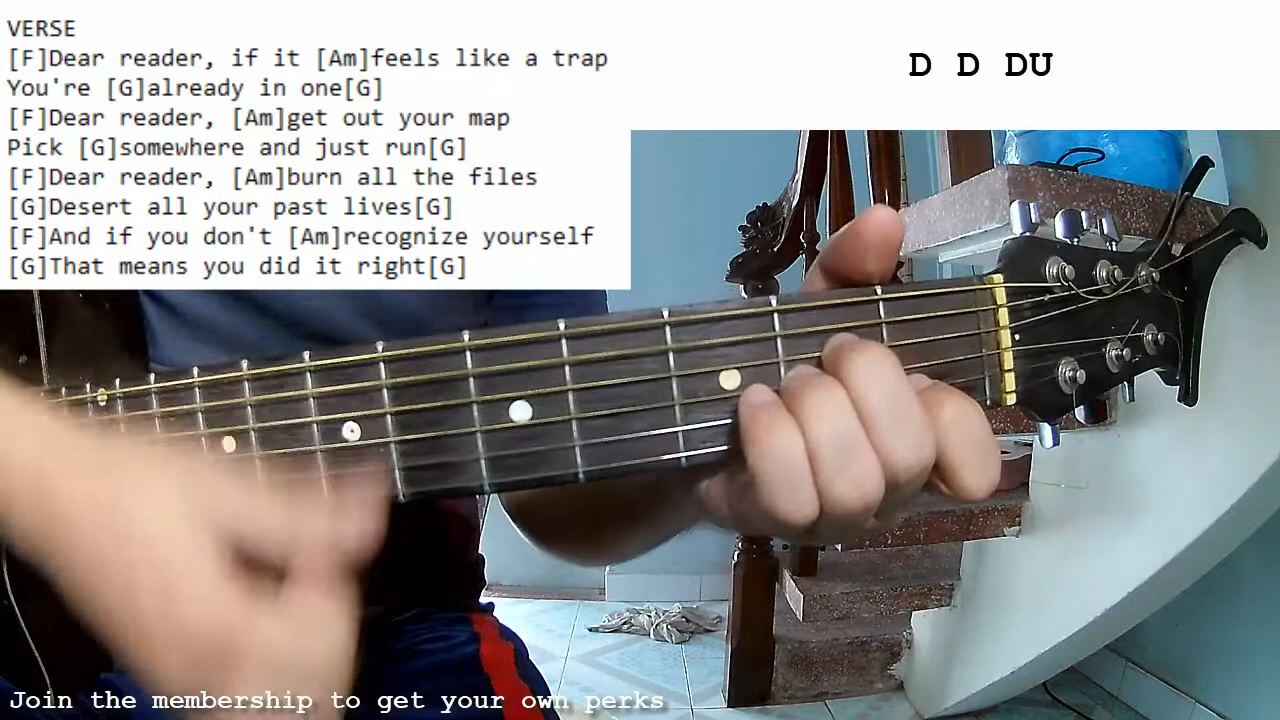 VERSE
[F]Dear reader, if it [Am]feels like a trap
You're [G]already in one[G]
[F]Dear reader, [Am]get out your map
Pick [G]somewhere and just run[G]
[F]Dear reader, [Am]burn all the files
[G]Desert all your past lives[G]
[F]And if you don't [Am]recognize yourself
[G]That means you did it right[G]
D D DU
Join the membership to get your own perks